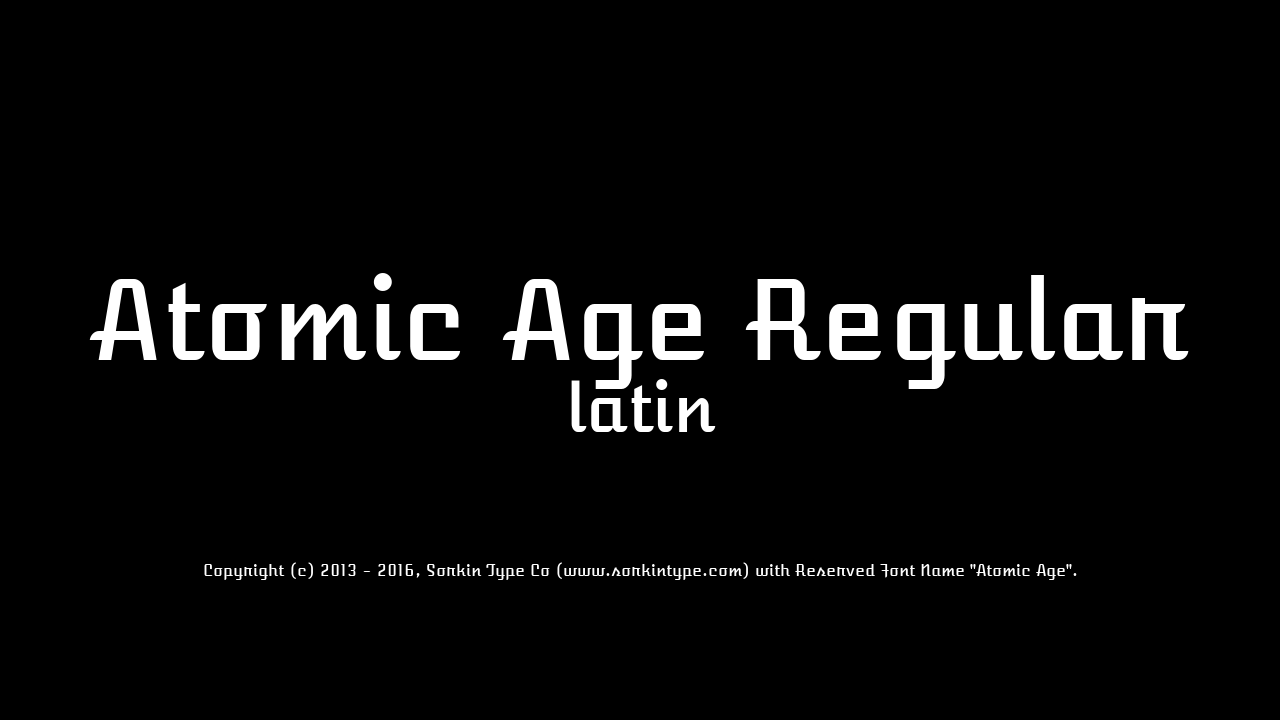 Atomic Age Regular
latin
Copyright (c) 2013 - 2016, Sorkin Type Co (www.sorkintype.com) with Reserved Font Name "Atomic Age".